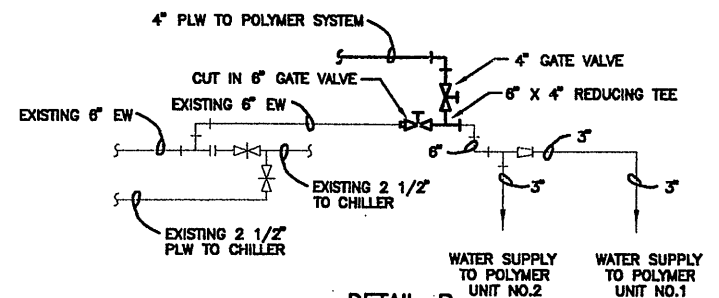 4" PLW TO POLYMER SYSTEM
4" GATE VALVE
CUT IN 6" GATE VALVE
6" X 4" REDUCING TEE
EXISTING 6" EW
EXISTING 6" EW
6"
3"
3"
3"
EXISTING 2 1/2"
TO CHILLER
EXISTING 2 1/2"
PLW TO CHILLER
WATER SUPPLY
TO POLYMER
UNIT NO.2
WATER SUPPLY
TO POLYMER
UNIT NO.1